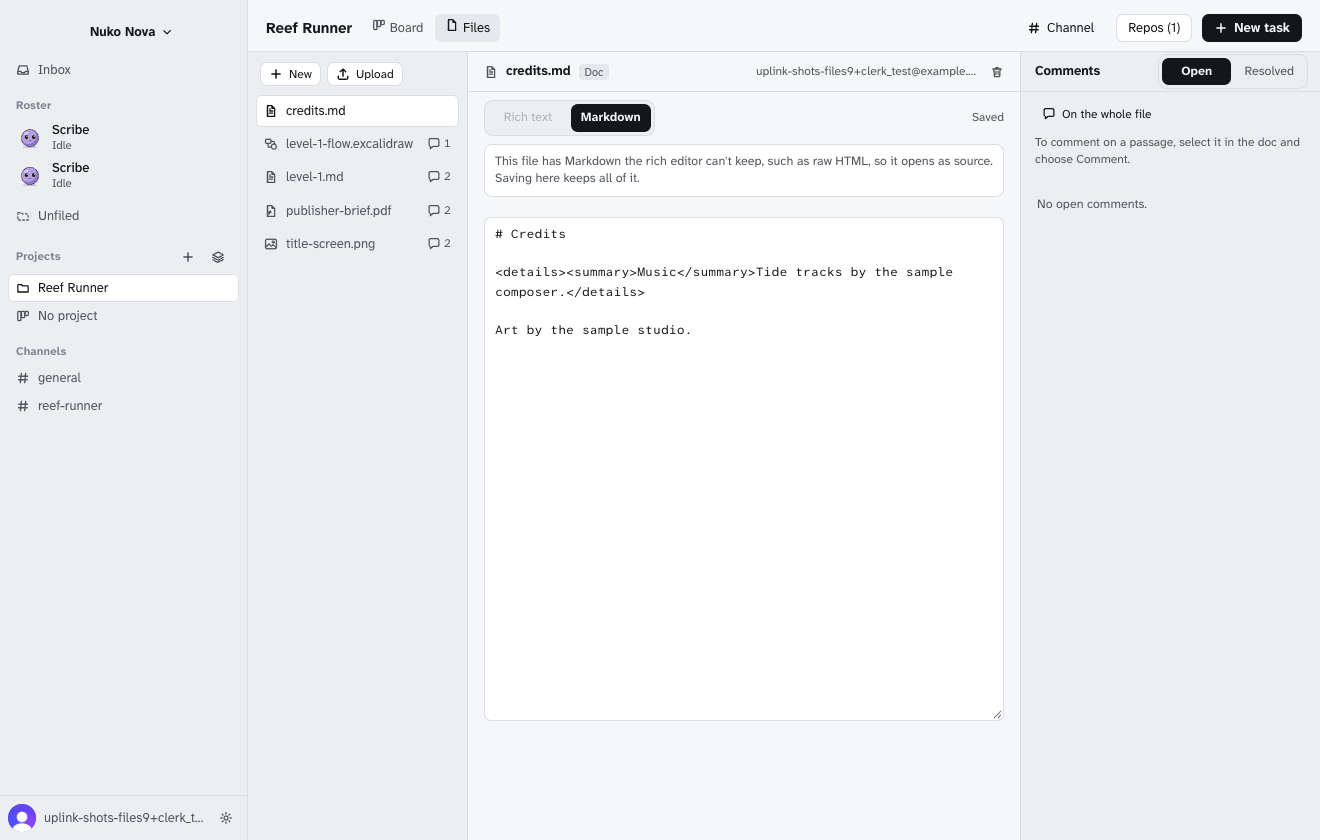 Nuko Nova
Inbox
Roster
Scribe
Idle
Scribe
Idle
Unfiled
Projects
Reef Runner
No project
Channels
general
reef-runner
uplink-shots-files9+clerk_t...
Reef Runner
Board
Files
# Channel
Repos (1)
+ New task
+ New
Upload
credits.md
level-1-flow.excalidraw 1
level-1.md 2
publisher-brief.pdf 2
title-screen.png 2
credits.md Doc
uplink-shots-files9+clerk_test@example....
Rich text
Markdown
Saved
This file has Markdown the rich editor can't keep, such as raw HTML, so it opens as source.
Saving here keeps all of it.
# Credits
<details><summary>Music</summary>Tide tracks by the sample
composer.</details>
Art by the sample studio.
Comments
Open
Resolved
On the whole file
To comment on a passage, select it in the doc and
choose Comment.
No open comments.